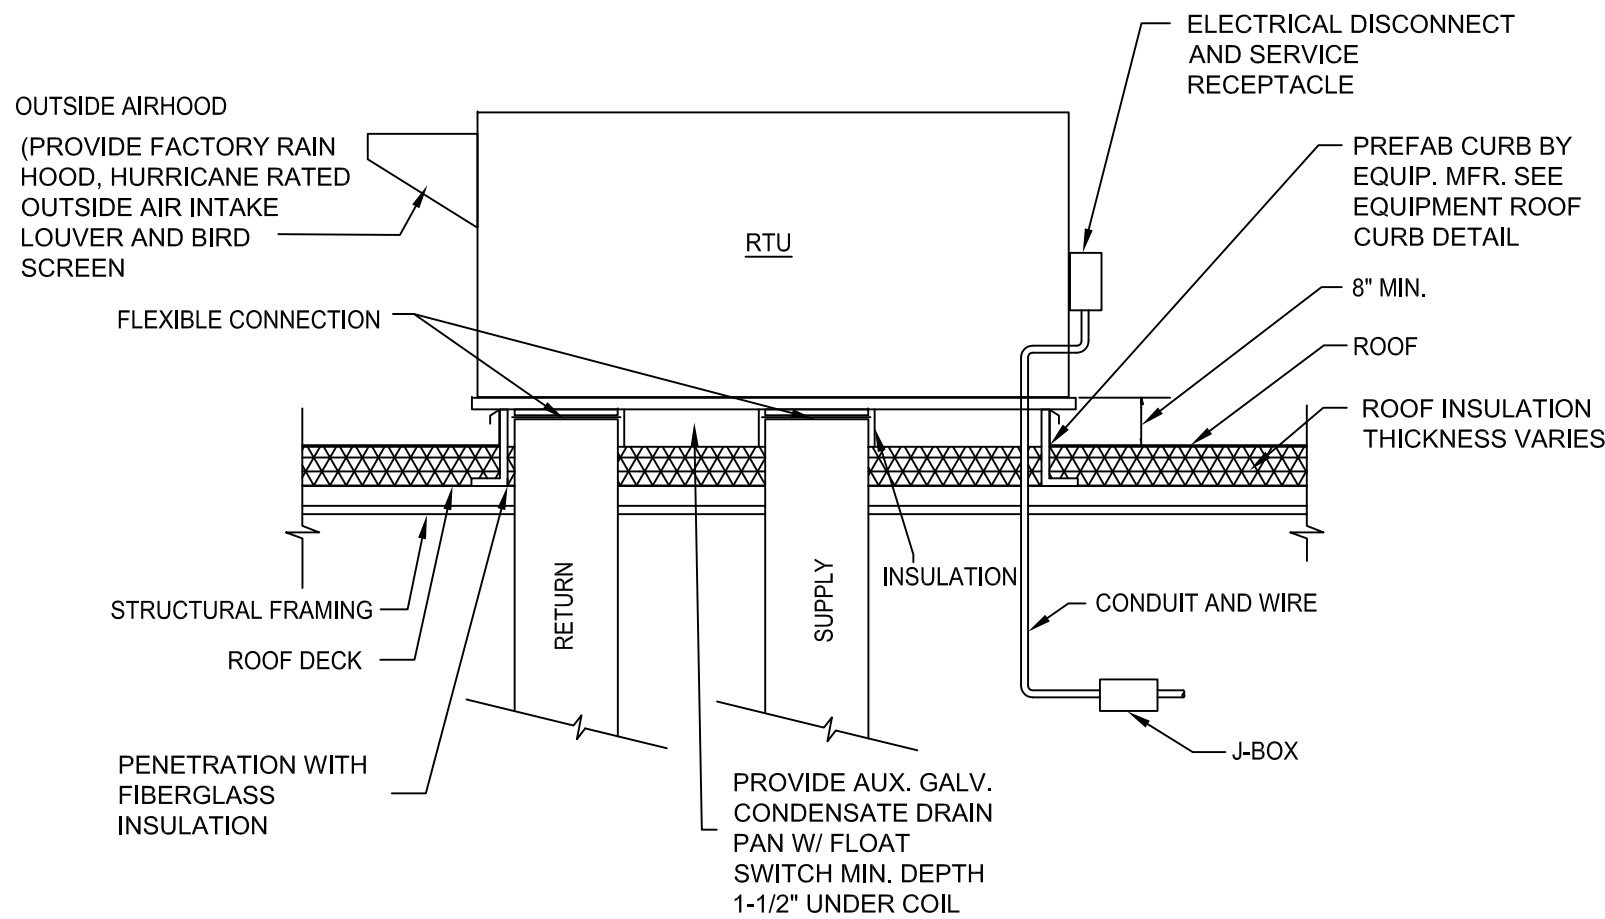 ELECTRICAL DISCONNECT
AND SERVICE
RECEPTACLE
OUTSIDE AIRHOOD
(PROVIDE FACTORY RAIN
HOOD, HURRICANE RATED
OUTSIDE AIR INTAKE
LOUVER AND BIRD
SCREEN
PREFAB CURB BY
EQUIP. MFR. SEE
EQUIPMENT ROOF
CURB DETAIL
RTU
8" MIN.
FLEXIBLE CONNECTION
ROOF
ROOF INSULATION
THICKNESS VARIES
RETURN
SUPPLY
INSULATION
STRUCTURAL FRAMING
CONDUIT AND WIRE
ROOF DECK
J-BOX
PENETRATION WITH
FIBERGLASS
INSULATION
PROVIDE AUX. GALV.
CONDENSATE DRAIN
PAN W/ FLOAT
SWITCH MIN. DEPTH
1-1/2" UNDER COIL